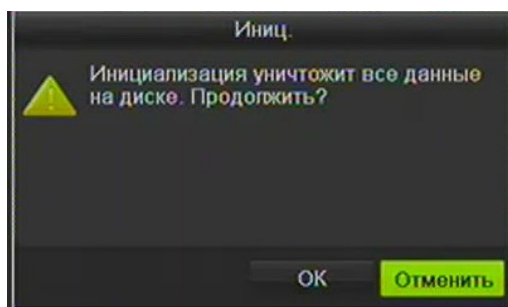 Иниц.
Инициализация уничтожит все данные
на диске. Продолжить?
OK
Отменить